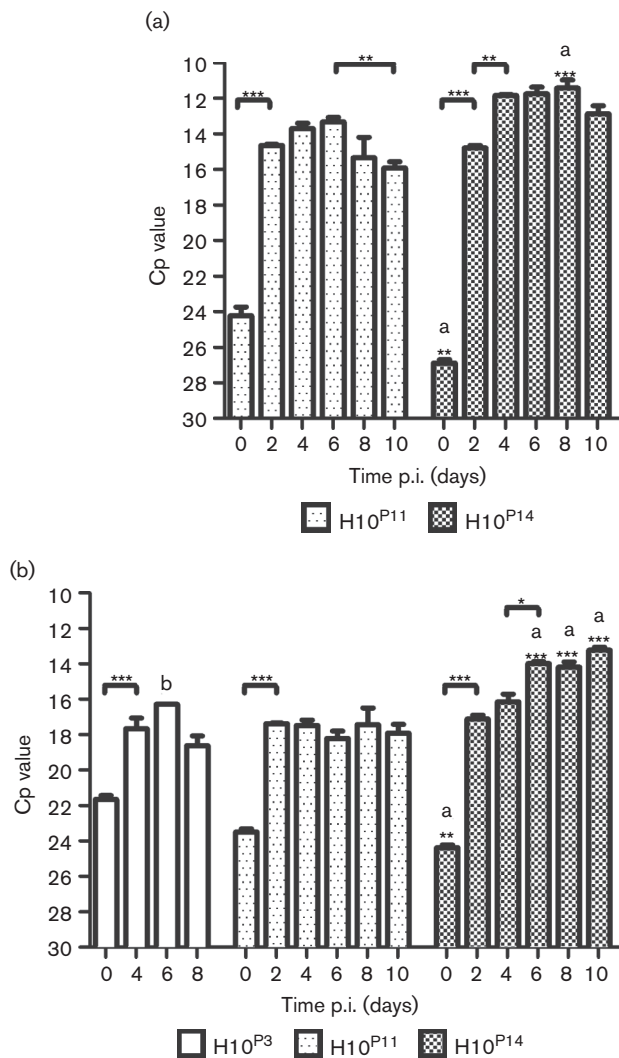 (a)
10
12
14
16
18
20
22
24
26
28
30
Cp value
***
**
***
**
a
***
a
**
0 2 4 6 8 10 0 2 4 6 8 10
Time p.i. (days)
H10P11 H10P14
(b)
10
12
14
16
18
20
22
24
26
28
30
Cp value
***
b
***
***
*
a
***
a
***
a
***
a
**
0 4 6 8 0 2 4 6 8 10 0 2 4 6 8 10
Time p.i. (days)
H10P3 H10P11 H10P14